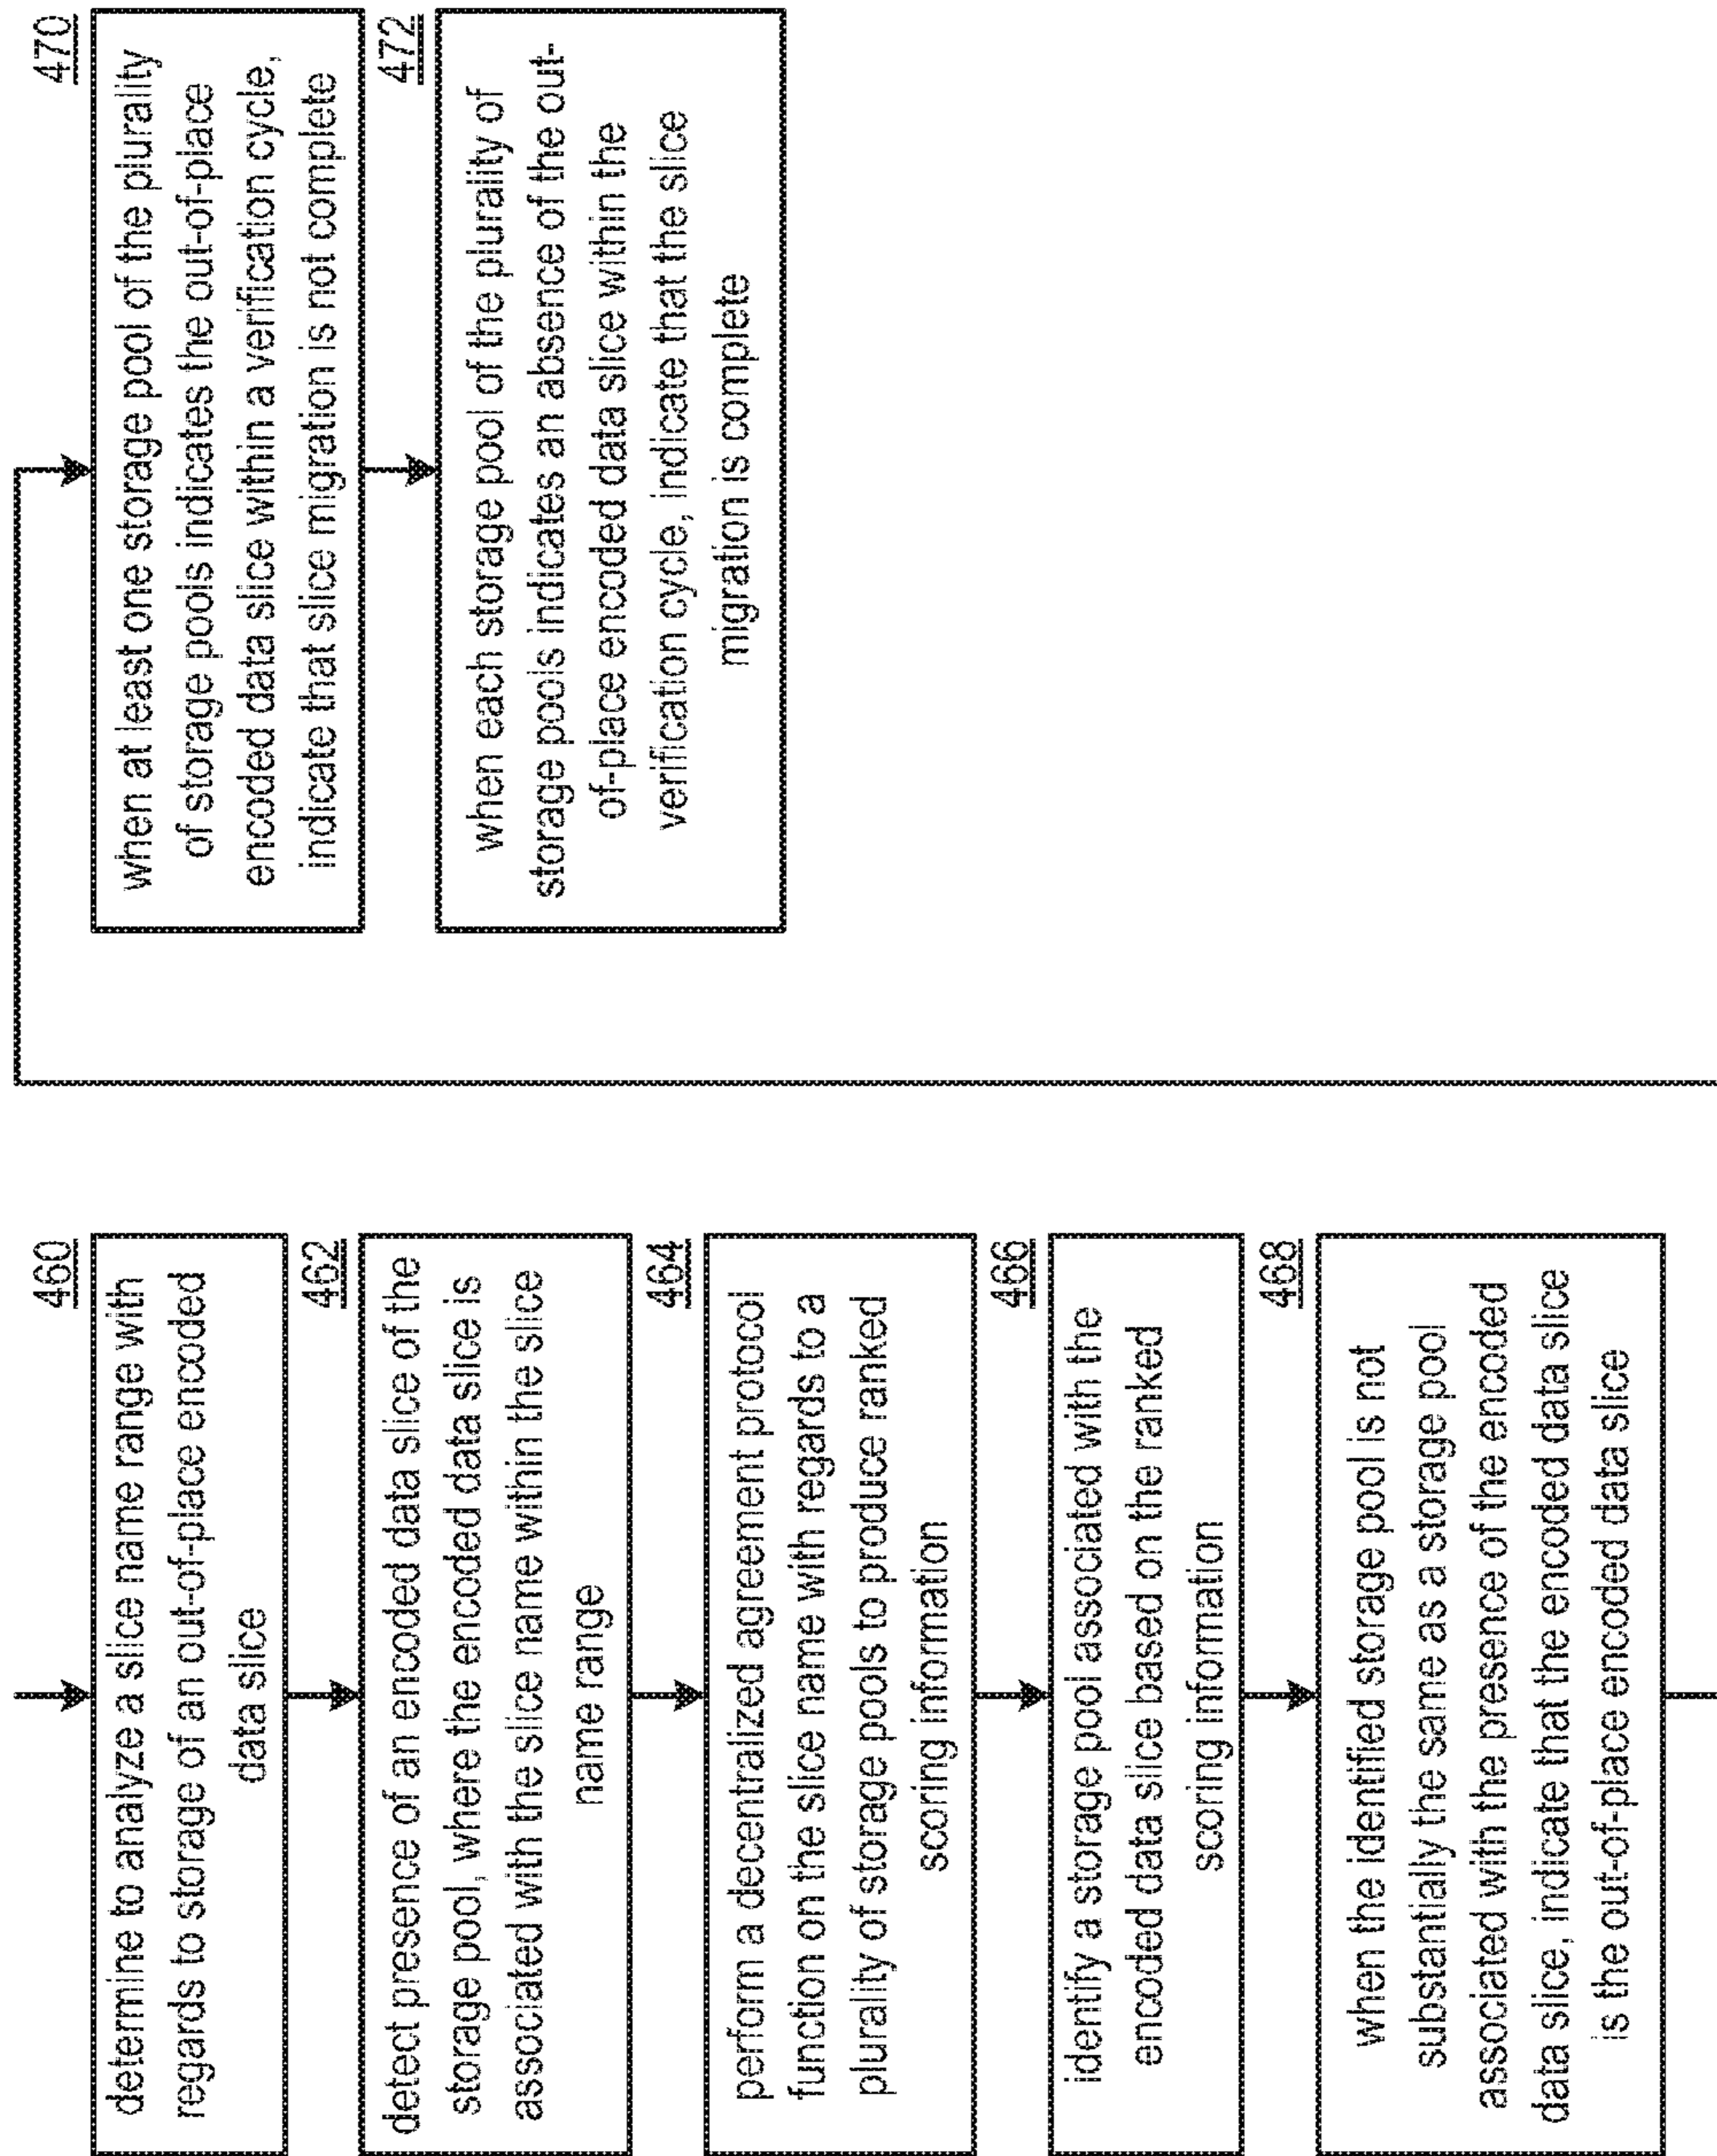 460
determine to analyze a slice name range with
regards to storage of an out-of-place encoded
data slice
462
detect presence of an encoded data slice of the
storage pool, where the encoded data slice is
associated with the slice name within the slice
name range
464
perform a decentralized agreement protocol
function on the slice name with regards to a
plurality of storage pools to produce ranked
scoring information
466
identify a storage pool associated with the
encoded data slice based on the ranked
scoring information
468
when the identified storage pool is not
substantially the same as a storage pool
associated with the presence of the encoded
data slice, indicate that the encoded data slice
is the out-of-place encoded data slice
470
when at least one storage pool of the plurality
of storage pools indicates the out-of-place
encoded data slice within a verification cycle,
indicate that slice migration is not complete
472
when each storage pool of the plurality of
storage pools indicates an absence of the out-
of-place encoded data slice within the
verification cycle, indicate that the slice
migration is complete